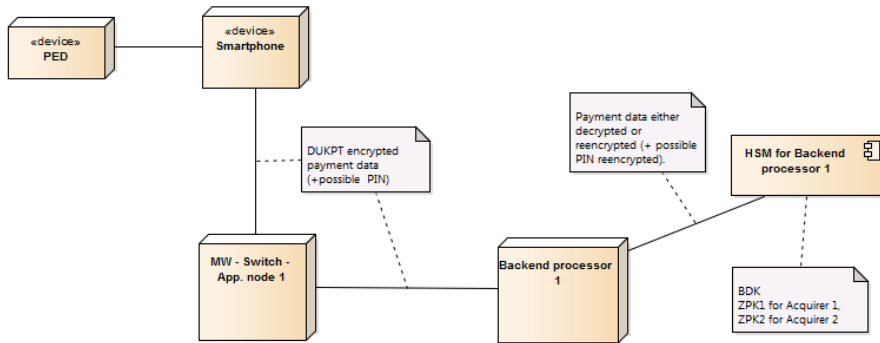 «device»
PED
«device»
Smartphone
DUKPT encrypted
payment data
(+possible PIN)
Payment data either
decrypted or
reencrypted (+ possible
PIN reencrypted).
HSM for Backend
processor 1
MW - Switch -
App. node 1
Backend processor
1
BDK
ZPK1 for Acquirer 1,
ZPK2 for Acquirer 2